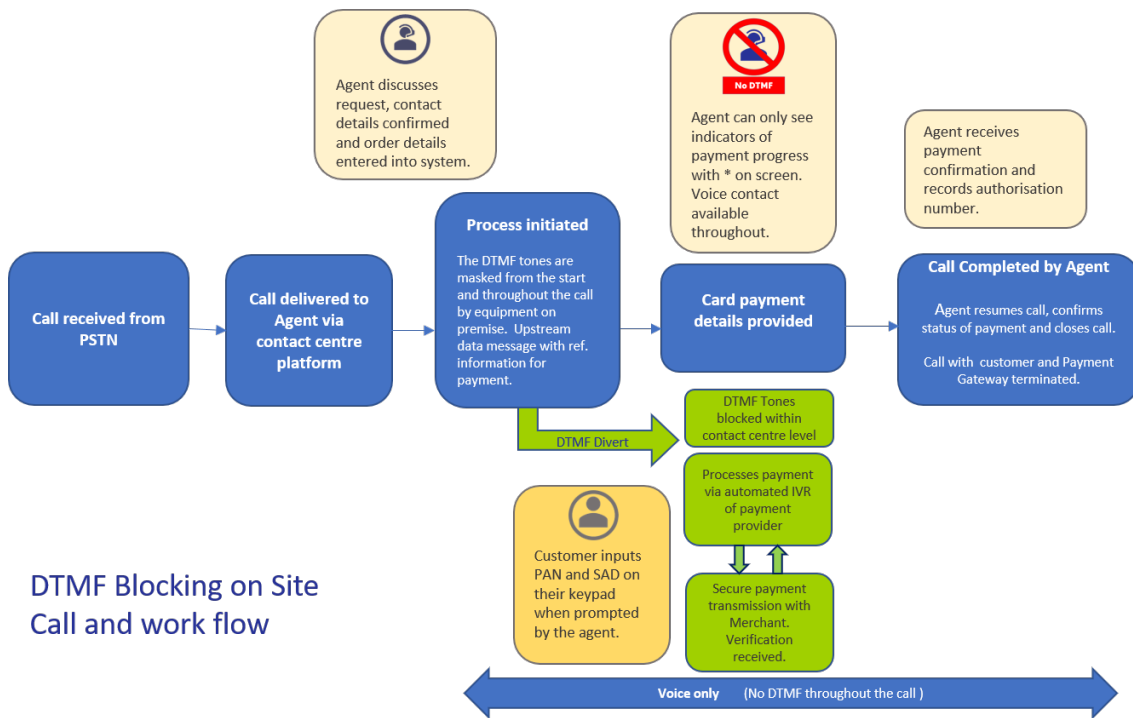 Agent discusses
request, contact
details confirmed
and order details
entered into system.
No DTMF
Agent can only see
indicators of
payment progress
with * on screen.
Voice contact
available
throughout.
Agent receives
payment
confirmation and
records authorisation
number.
Call received from
PSTN
Call delivered to
Agent via
contact centre
platform
Process initiated
The DTMF tones are
masked from the start
and throughout the call
by equipment on
premise. Upstream
data message with ref.
information for
payment.
Card payment
details provided
Call Completed by Agent
Agent resumes call, confirms
status of payment and closes call.
Call with customer and Payment
Gateway terminated.
DTMF Divert
DTMF Tones
blocked within
contact centre level
Processes payment
via automated IVR
of payment
provider
Customer inputs
PAN and SAD on
their keypad
when prompted
by the agent.
Secure payment
transmission with
Merchant.
Verification
received.
DTMF Blocking on Site
Call and work flow
Voice only (No DTMF throughout the call )